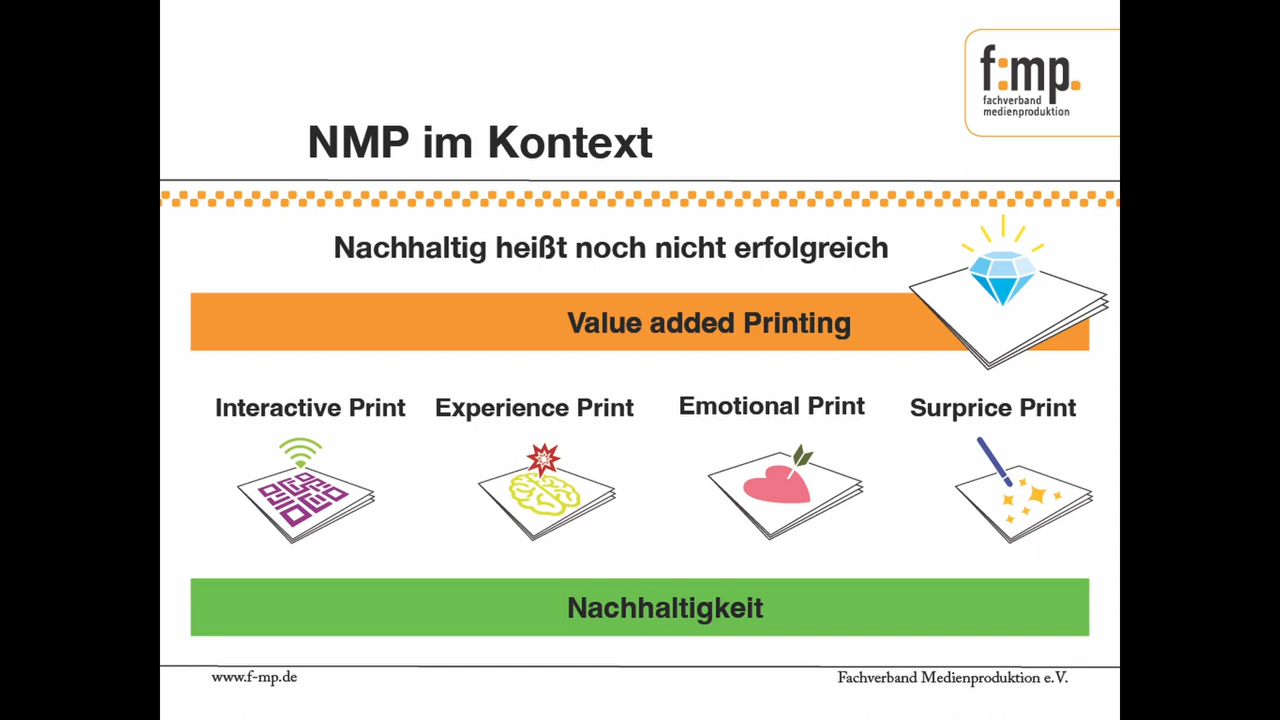 f:mp.
fachverband
medienproduktion
NMP im Kontext
Nachhaltig heißt noch nicht erfolgreich
Value added Printing
Interactive Print
Experience Print
Emotional Print
Surprice Print
Nachhaltigkeit
www.f-mp.de
Fachverband Medienproduktion e.V.